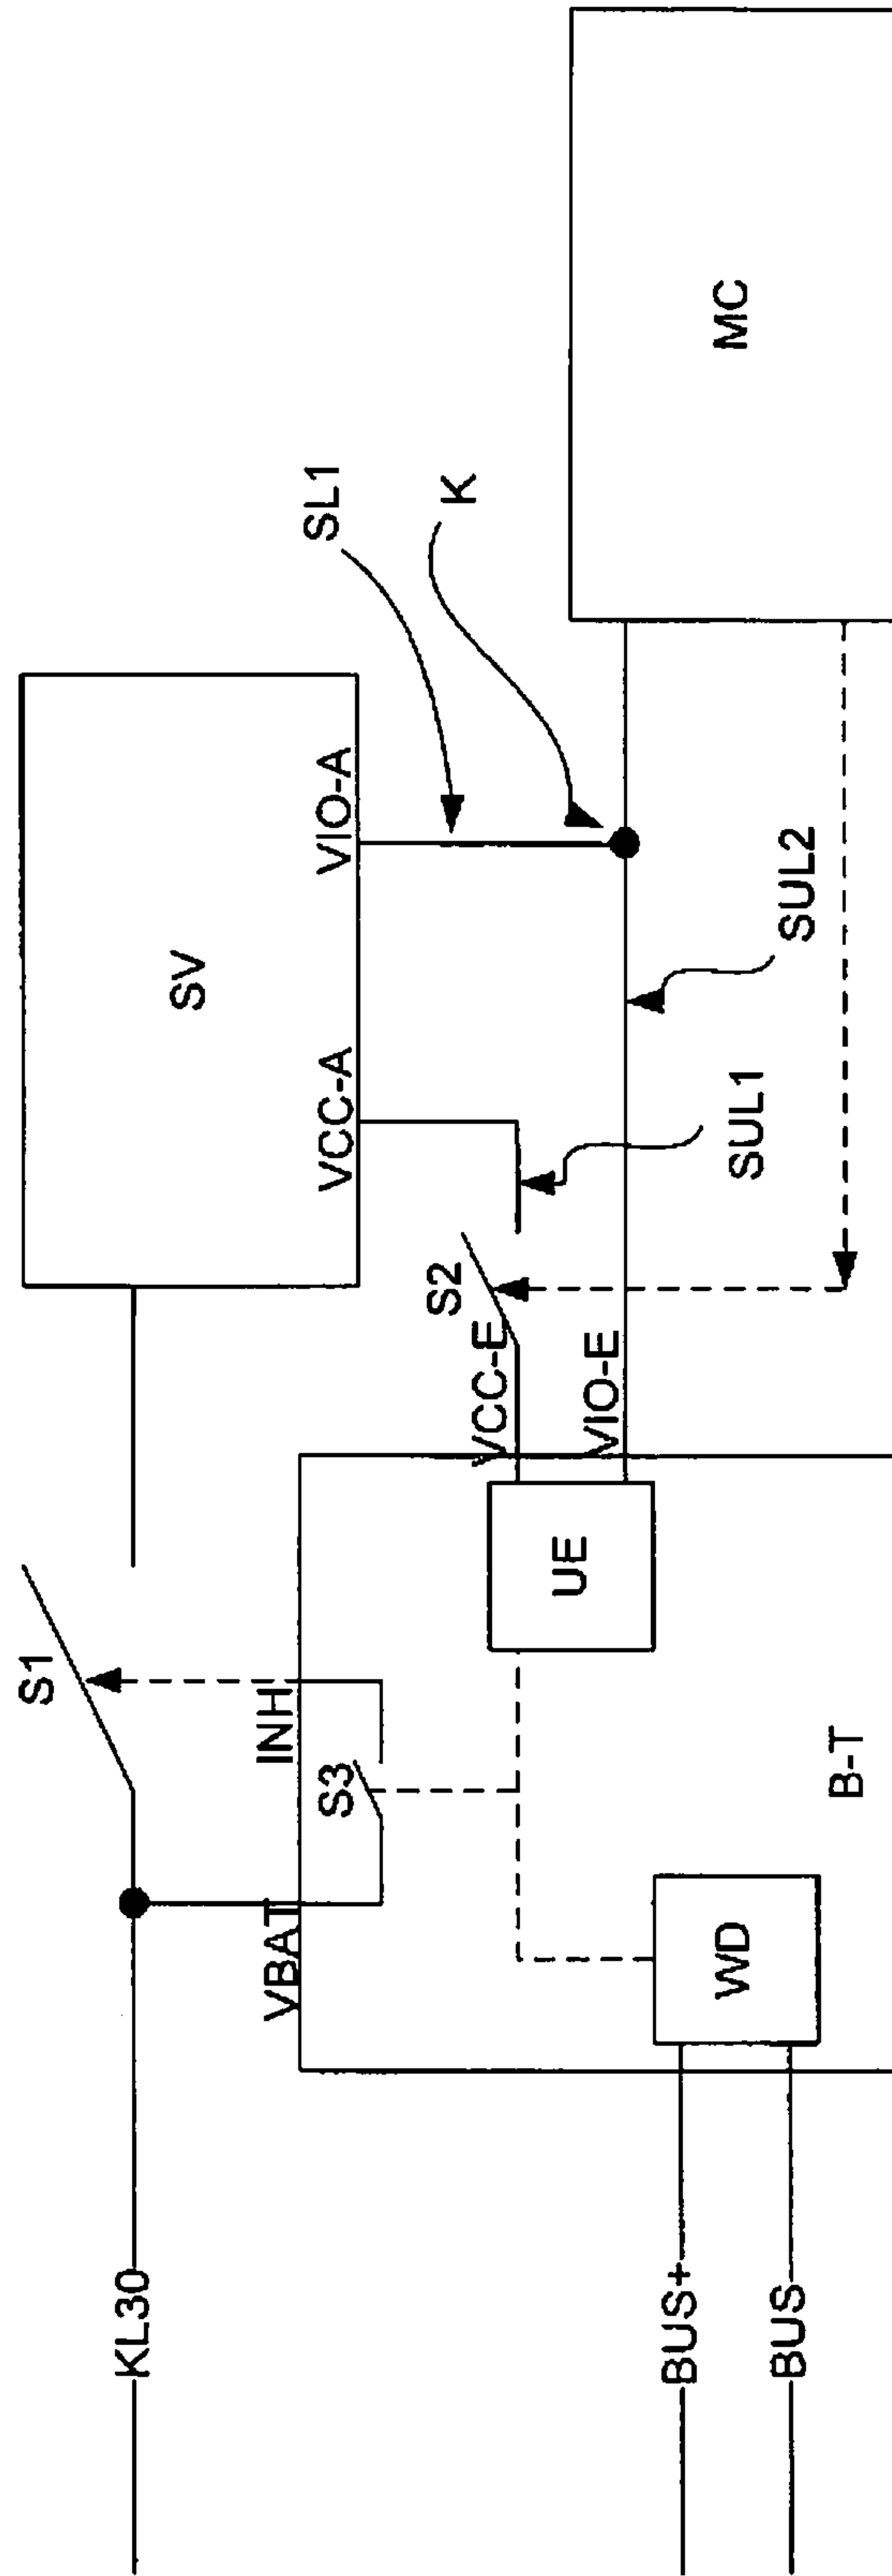 KL30
S1
SV
VBAT
INH
S3
VCC-A
VIO-A
SL1
K
S2
VCC-E
VIO-E
UE
SUL1
SUL2
MC
WD
B-T
BUS+
BUS-